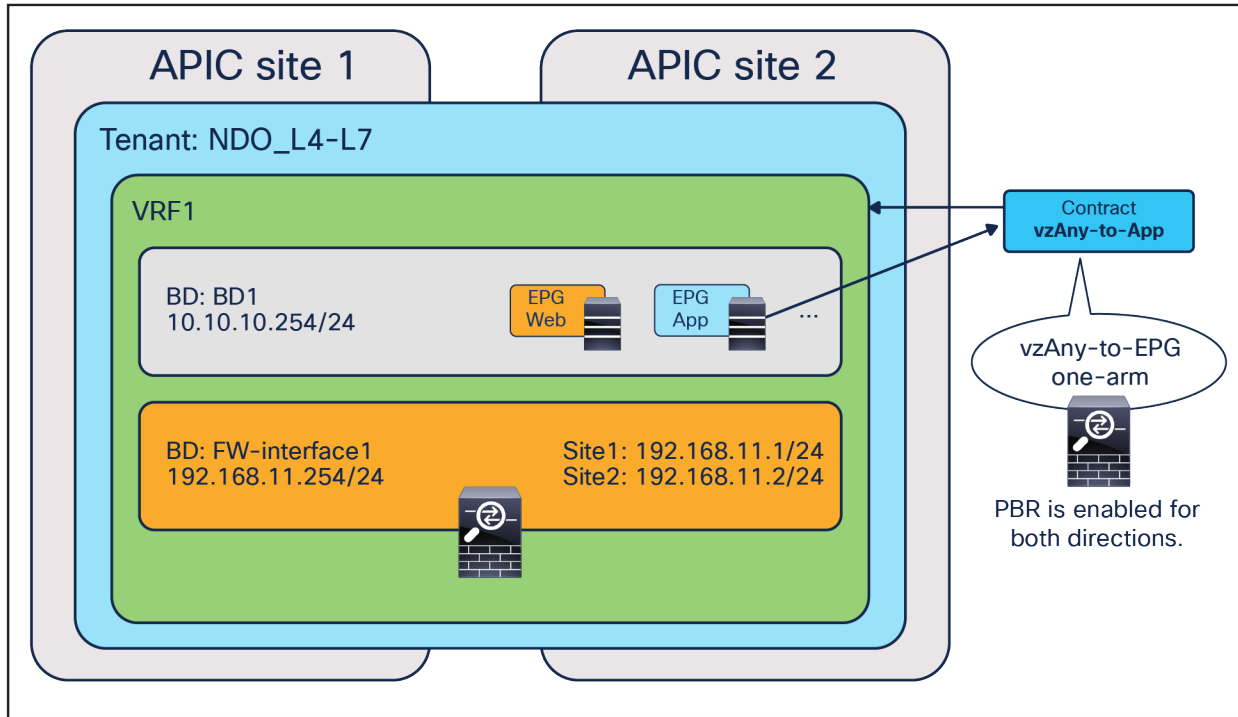 APIC site 1
APIC site 2
Tenant: NDO_L4-L7
VRF1
BD: BD1
10.10.10.254/24
EPG
Web
EPG
App
...
BD: FW-interface1
192.168.11.254/24
Site1: 192.168.11.1/24
Site2: 192.168.11.2/24
Contract
vzAny-to-App
vzAny-to-EPG
one-arm
PBR is enabled for
both directions.